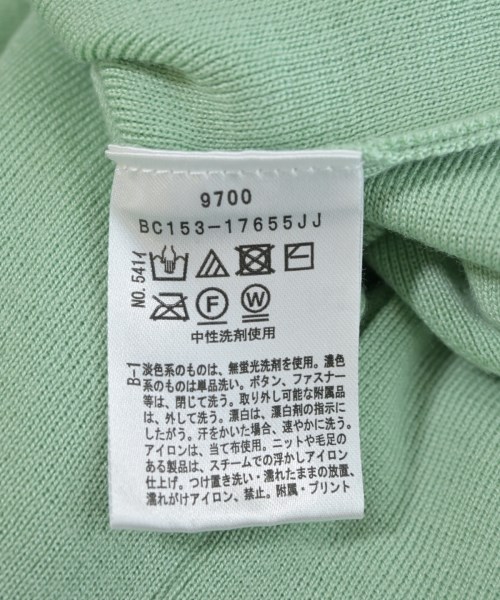 9700
BC153-17655JJ
NO.5414
F
W
中性洗剤使用
B-1
淡色系のものは、無蛍光洗剤を使用。濃色
系のものは単品洗い。ボタン、ファスナー
等は、閉じて洗う。取り外し可能な附属品
は、外して洗う。漂白は、漂白剤の指示に
したがう。汗をかいた場合、速やかに洗う。
アイロンは、当て布使用。ニットや毛足の
ある製品は、スチームでの浮かしアイロン
仕上げ。つけ置き洗い・濡れたままの放置、
濡れがけアイロン、禁止。附属・プリント